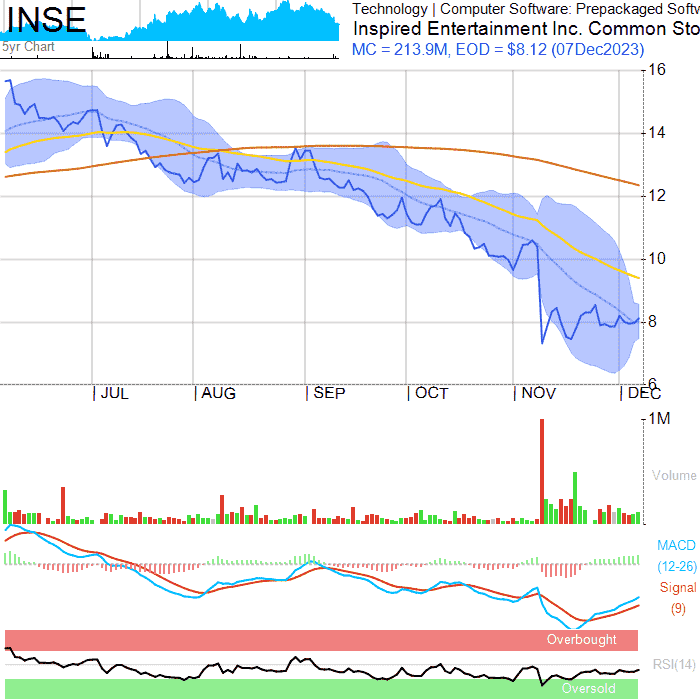 INSE
5yr Chart
Technology | Computer Software: Prepackaged Softw
Inspired Entertainment Inc. Common Sto
MC = 213.9M, EOD = $8.12 (07Dec2023)
16
14
12
10
8
6
JUL AUG SEP OCT NOV DEC
1M
Volume
MACD
(12-26)
Signal
(9)
Overbought
RSI(14)
Oversold